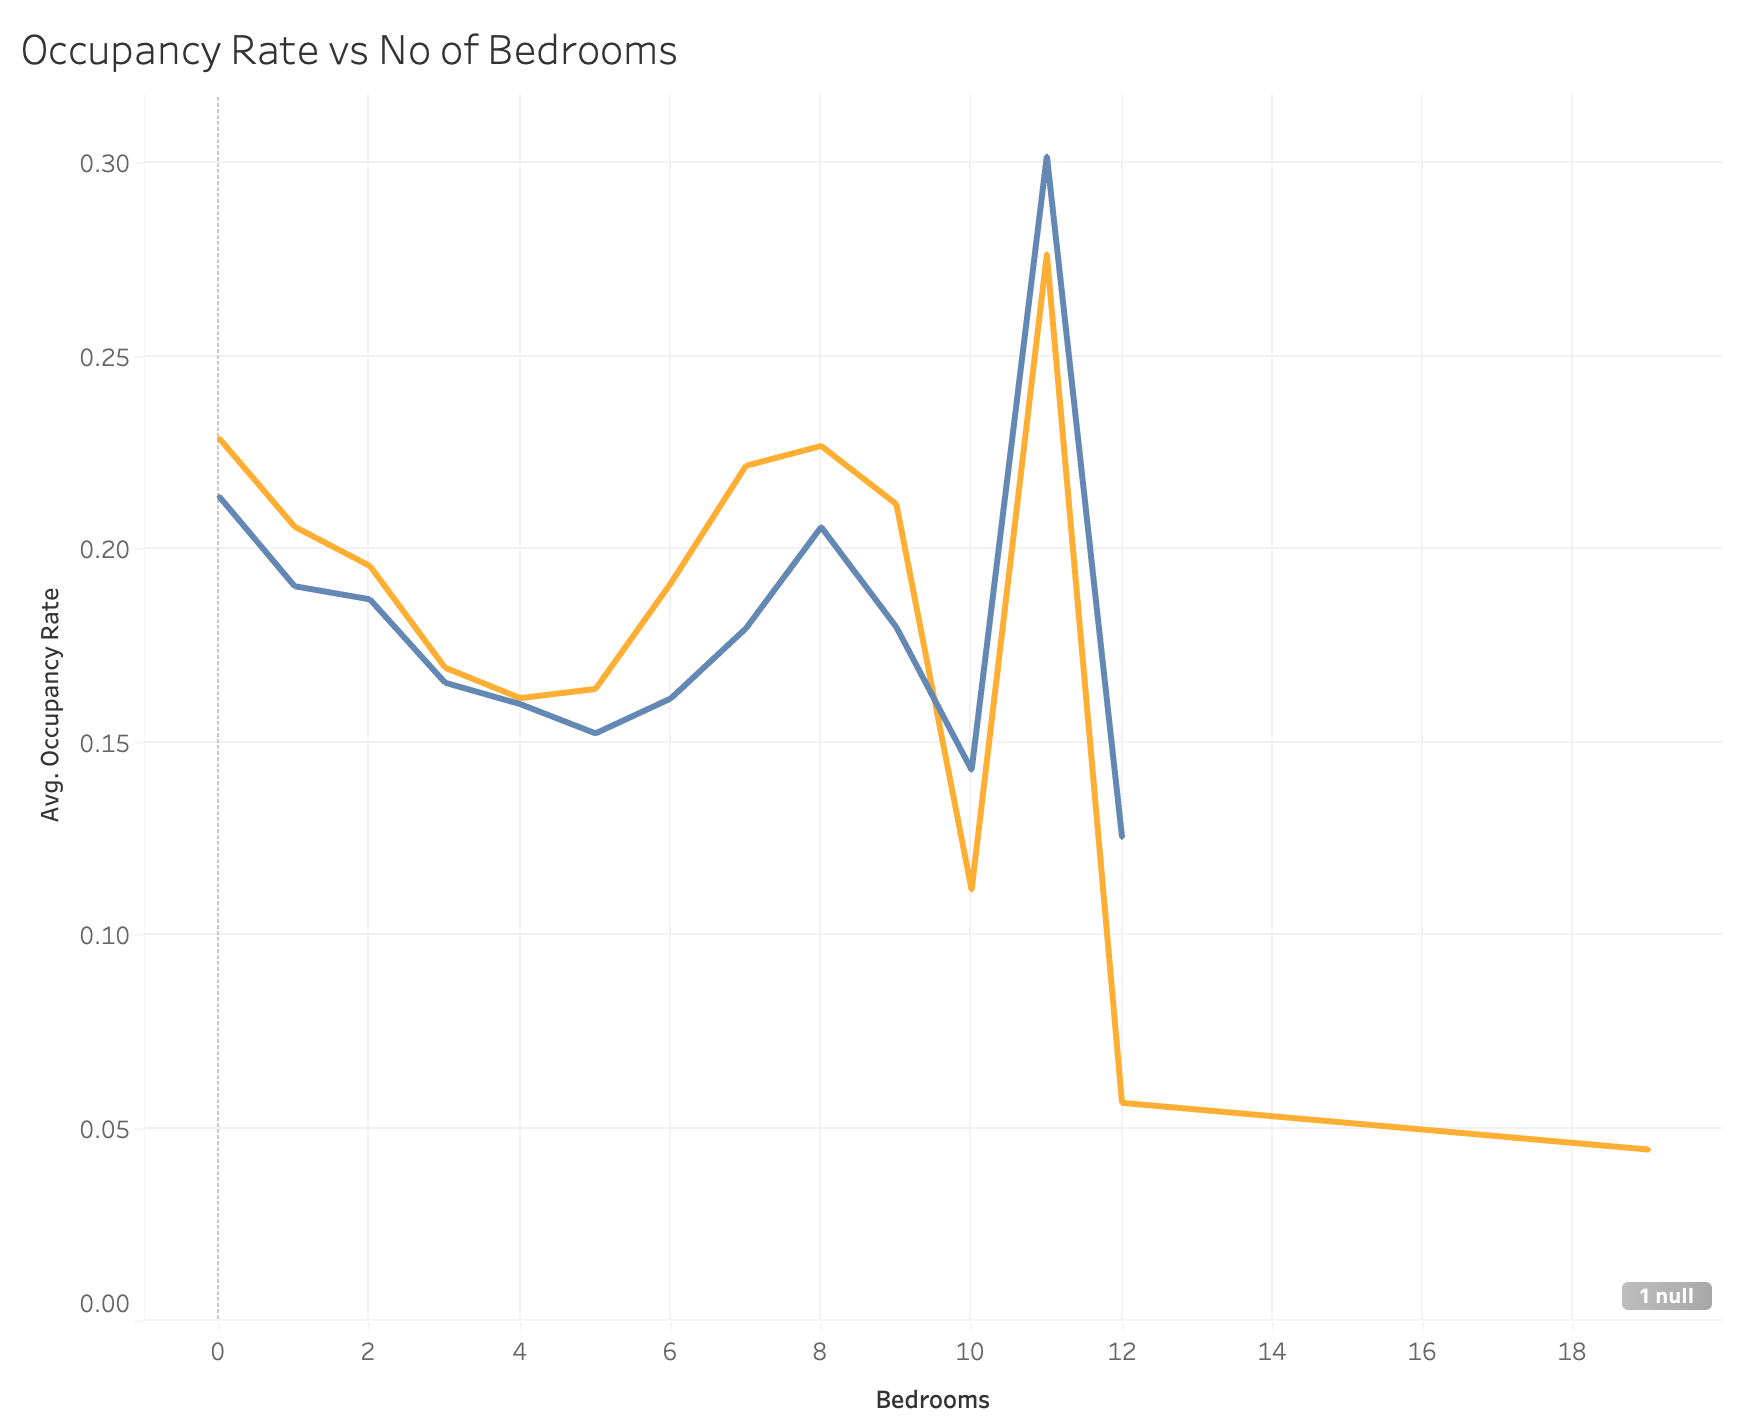 Occupancy Rate vs No of Bedrooms
0.30
0.25
0.20
0.15
0.10
0.05
0.00
Avg. Occupancy Rate
1 null
0 2 4 6 8 10 12 14 16 18
Bedrooms